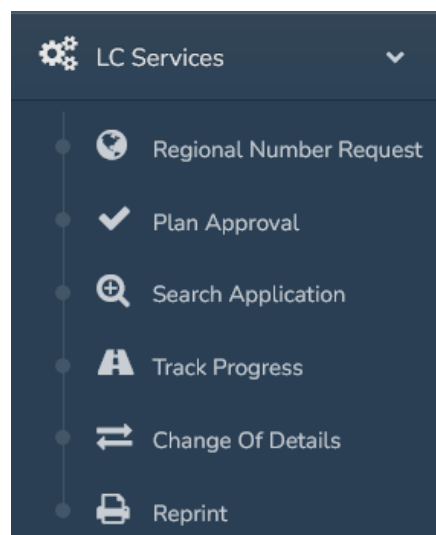 LC Services
Regional Number Request
Plan Approval
Search Application
Track Progress
Change Of Details
Reprint